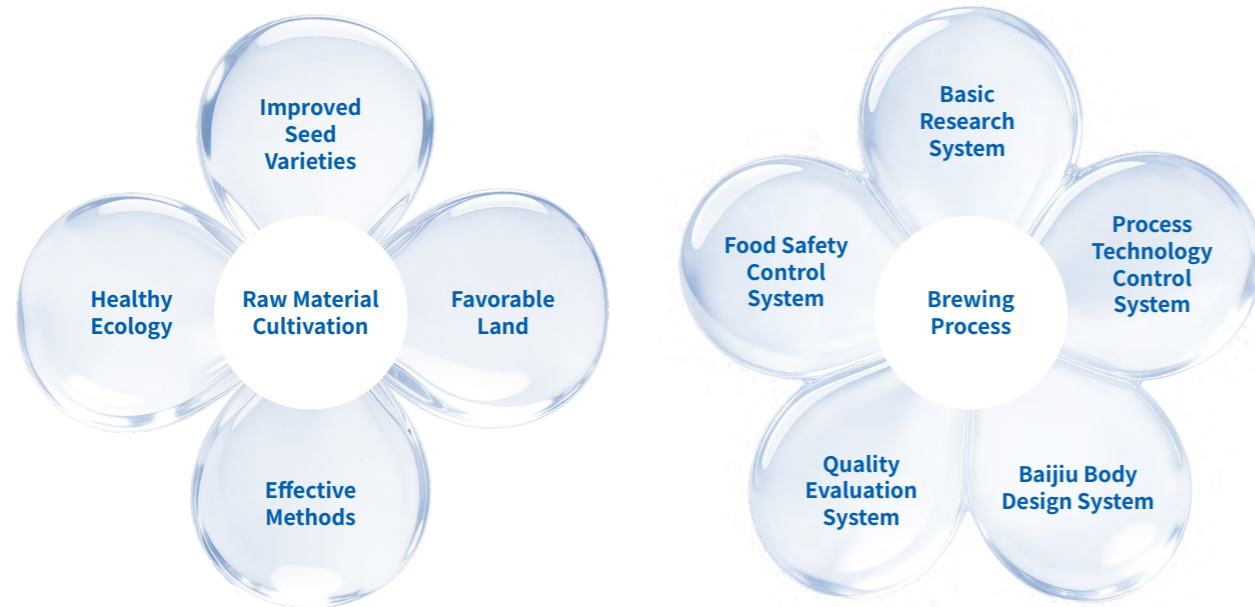 Improved
Seed
Varieties
Healthy
Ecology
Raw Material
Cultivation
Favorable
Land
Effective
Methods
Basic
Research
System
Food Safety
Control
System
Process
Technology
Control
System
Brewing
Process
Quality
Evaluation
System
Baijiu Body
Design System